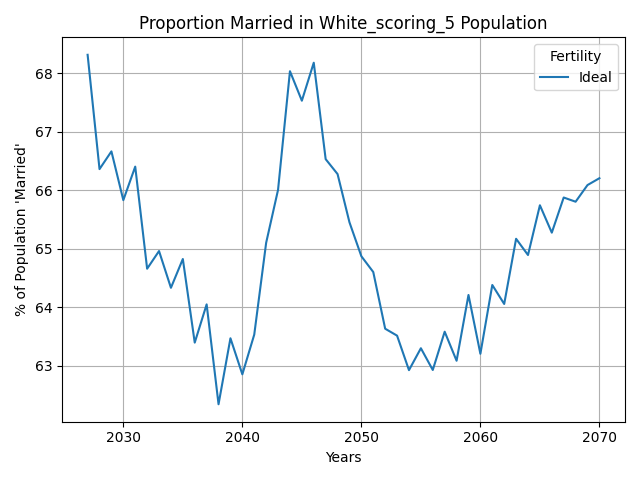 Proportion Married in White_scoring_5 Population
Fertility
Ideal
% of Population 'Married'
68
67
66
65
64
63
2030 2040 2050 2060 2070
Years